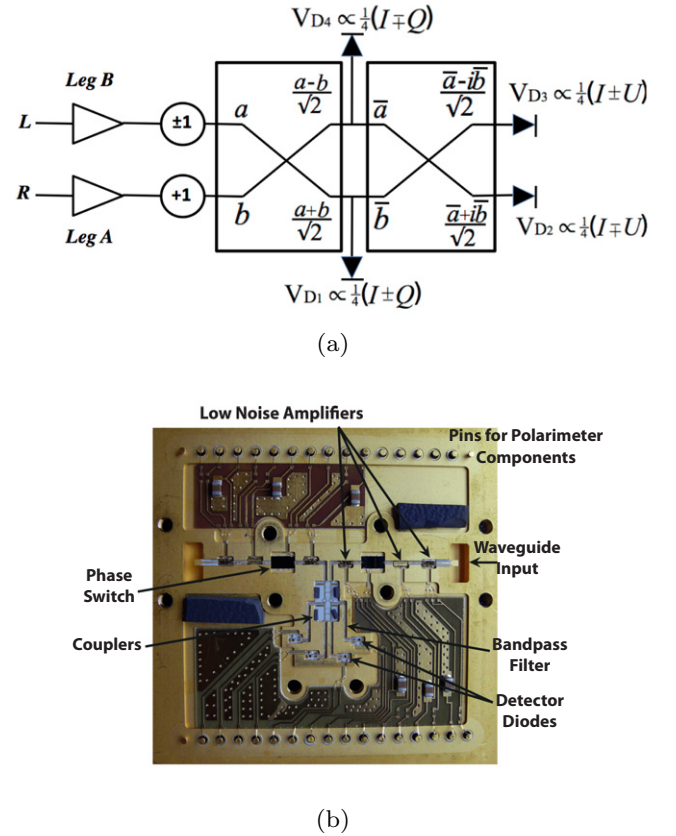 V_D4 ∝ ¼(I∓Q)
Leg B
a-b
√2
a̅-ib̅
√2
L
±1
a
a̅
V_D3 ∝ ¼(I±U)
R
+1
b
a+b
√2
b̅
a̅+ib̅
√2
V_D2 ∝ ¼(I∓U)
Leg A
V_D1 ∝ ¼(I±Q)
(a)
Low Noise Amplifiers
Pins for Polarimeter
Components
Waveguide
Input
Phase
Switch
Couplers
Bandpass
Filter
Detector
Diodes
(b)